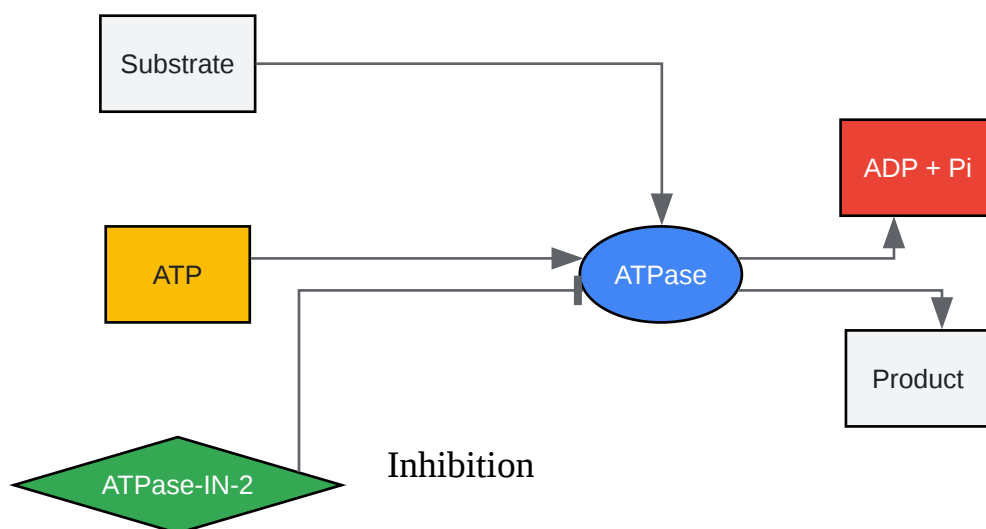 Substrate
ADP + Pi
ATP
ATPase
Product
ATPase-IN-2
Inhibition